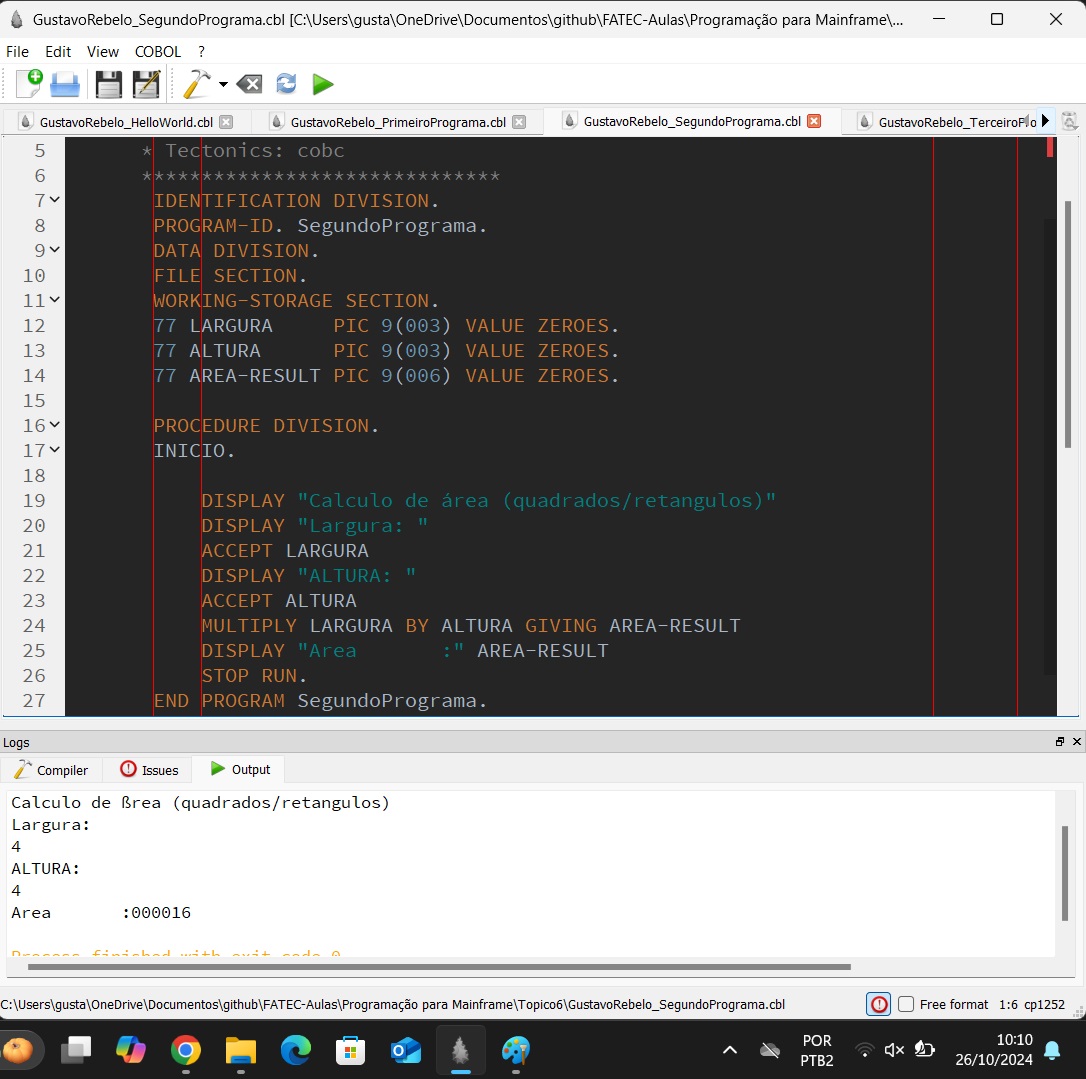 GustavoRebelo_SegundoPrograma.cbl [C:\Users\gusta\OneDrive\Documentos\github\FATEC-Aulas\Programação para Mainframe\...
File Edit View COBOL ?
GustavoRebelo_HelloWorld.cbl GustavoRebelo_PrimeiroPrograma.cbl GustavoRebelo_SegundoPrograma.cbl GustavoRebelo_TerceiroPro
5 * Tectonics: cobc
6 ******************************
7 IDENTIFICATION DIVISION.
8 PROGRAM-ID. SegundoPrograma.
9 DATA DIVISION.
10 FILE SECTION.
11 WORKING-STORAGE SECTION.
12 77 LARGURA     PIC 9(003) VALUE ZEROES.
13 77 ALTURA      PIC 9(003) VALUE ZEROES.
14 77 AREA-RESULT PIC 9(006) VALUE ZEROES.
15
16 PROCEDURE DIVISION.
17 INICIO.
18
19     DISPLAY "Calculo de área (quadrados/retangulos)"
20     DISPLAY "Largura: "
21     ACCEPT LARGURA
22     DISPLAY "ALTURA: "
23     ACCEPT ALTURA
24     MULTIPLY LARGURA BY ALTURA GIVING AREA-RESULT
25     DISPLAY "Area       :" AREA-RESULT
26     STOP RUN.
27 END PROGRAM SegundoPrograma.
Logs
Compiler Issues Output
Calculo de ßrea (quadrados/retangulos)
Largura:
4
ALTURA:
4
Area       :000016
Process finished with exit code 0
C:\Users\gusta\OneDrive\Documentos\github\FATEC-Aulas\Programação para Mainframe\Topico6\GustavoRebelo_SegundoPrograma.cbl Free format 1:6 cp1252
POR
PTB2
10:10
26/10/2024